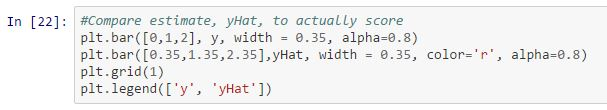 In [22]: #Compare estimate, yHat, to actually score
plt.bar([0,1,2], y, width = 0.35, alpha=0.8)
plt.bar([0.35,1.35,2.35],yHat, width = 0.35, color='r', alpha=0.8)
plt.grid(1)
plt.legend(['y', 'yHat'])